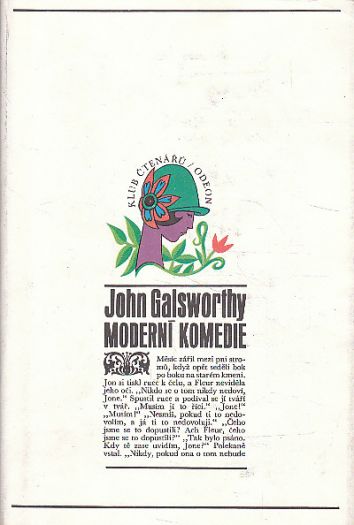 KLUB ČTENÁŘŮ / ODEON
John Galsworthy
MODERNÍ KOMEDIE
Měsíc zářil mezi pni stro-
mů, když opět seděli bok
po boku na starém kmeni.
Jon si tiskl ruce k čelu, a Fleur neviděla
jeho oči. „Nikdo se o tom nikdy nedoví,
Jone.“ Spustil ruce a podíval se jí tváří
v tvář. „Musím jí to říci.“ „Jone!“
„Musím!“ „Nesmíš, pokud ti to nedo-
volím, a já ti to nedovoluji.“ „Čeho
jsme se to dopustili? Ach Fleur, čeho
jsme se to dopustili?“ „Tak bylo psáno.
Kdy tě zase uvidím, Jone?“ Polekaně
vstal. „Nikdy, pokud ona o tom nebude